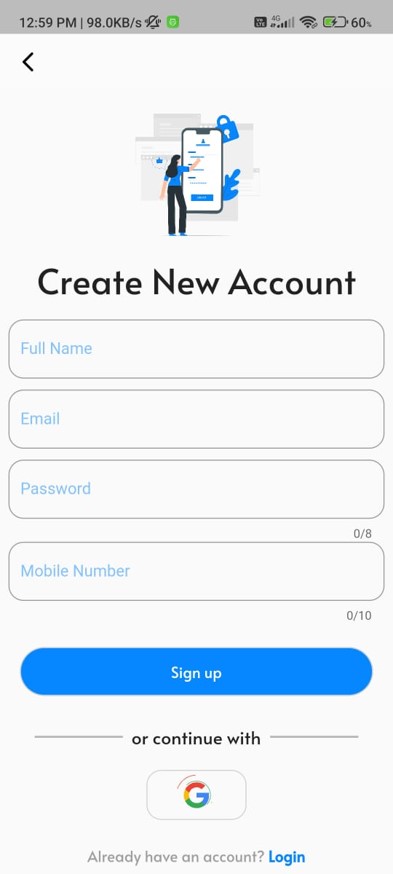 12:59 PM | 98.0KB/s 4G 60%
Create New Account
Full Name
Email
Password
0/8
Mobile Number
0/10
Sign up
or continue with
Already have an account? Login